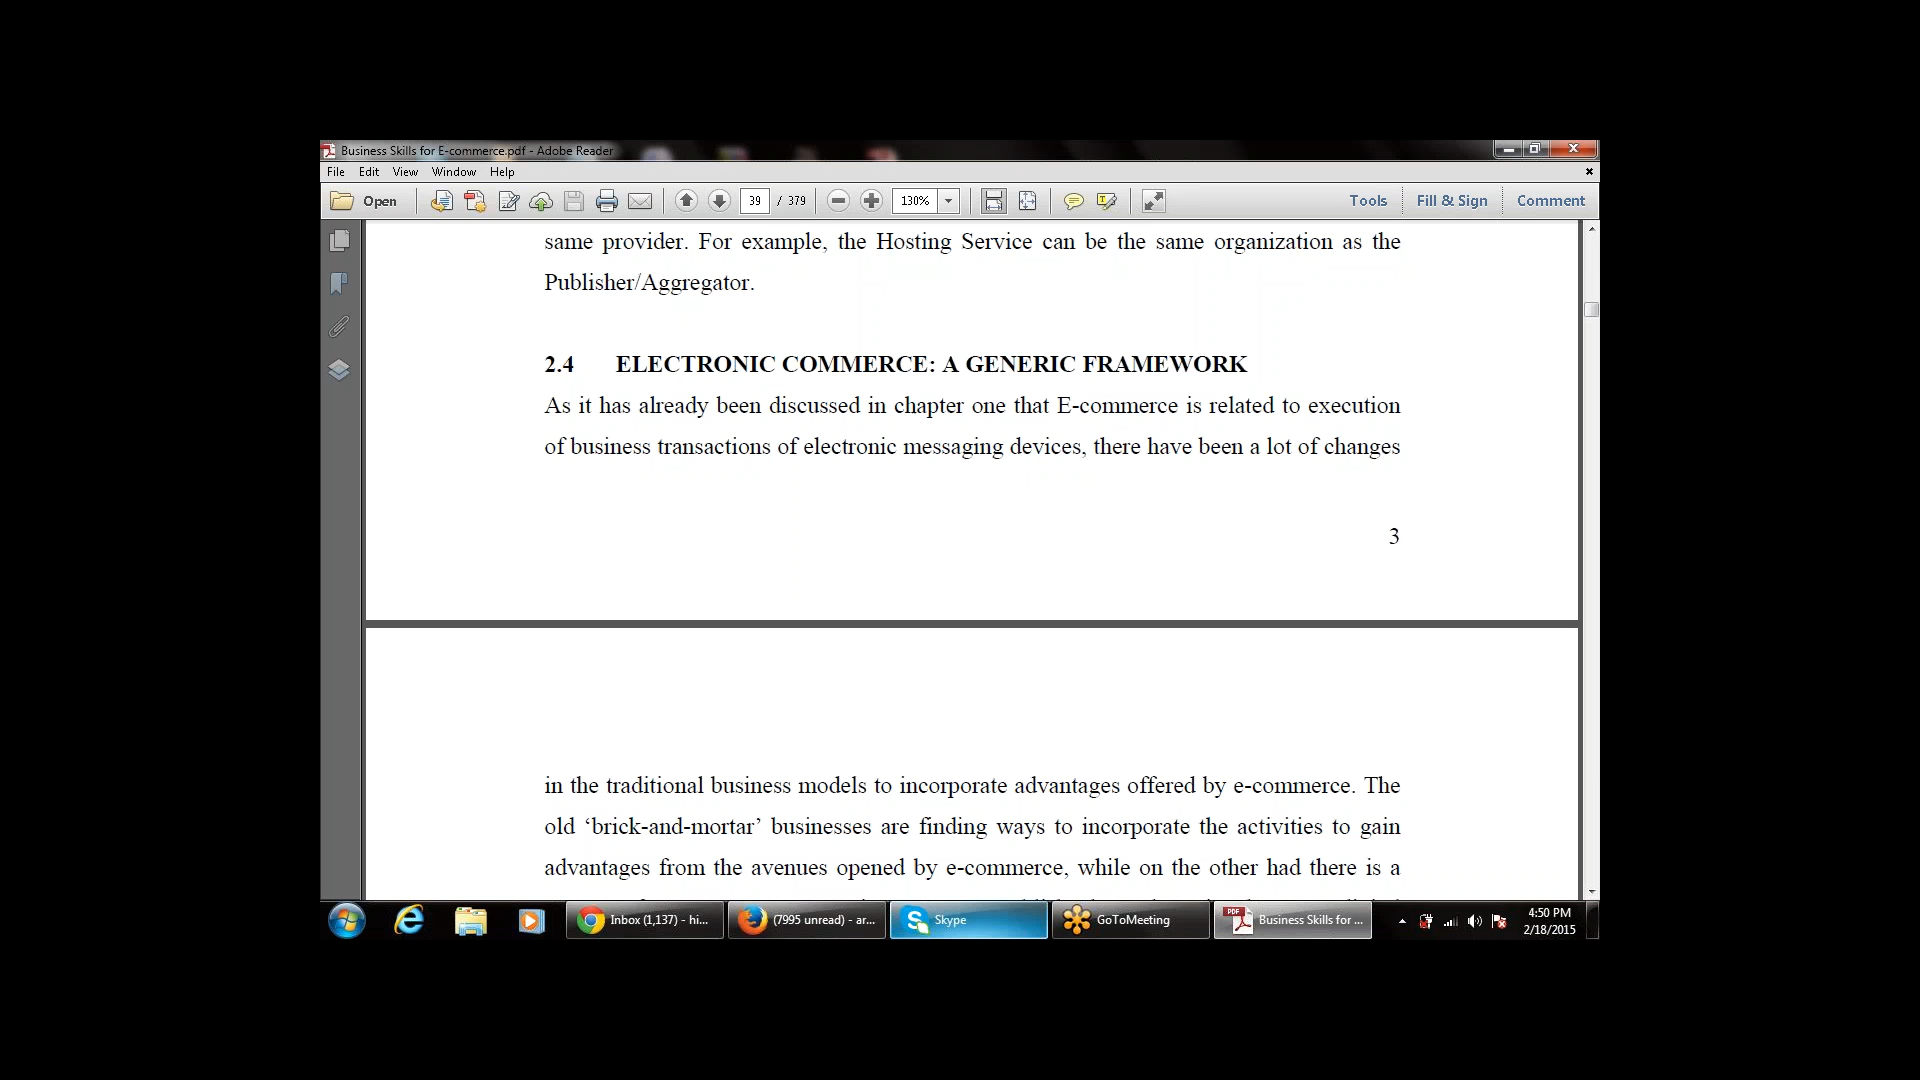 Business Skills for E-commerce.pdf - Adobe Reader
File Edit View Window Help
Open 39 / 379 130% Tools Fill & Sign Comment
same provider. For example, the Hosting Service can be the same organization as the
Publisher/Aggregator.
2.4 ELECTRONIC COMMERCE: A GENERIC FRAMEWORK
As it has already been discussed in chapter one that E-commerce is related to execution
of business transactions of electronic messaging devices, there have been a lot of changes
3
in the traditional business models to incorporate advantages offered by e-commerce. The
old ‘brick-and-mortar’ businesses are finding ways to incorporate the activities to gain
advantages from the avenues opened by e-commerce, while on the other had there is a
Inbox (1,137) - hi... (7995 unread) - ar... Skype GoToMeeting PDF Business Skills for ... 4:50 PM
2/18/2015